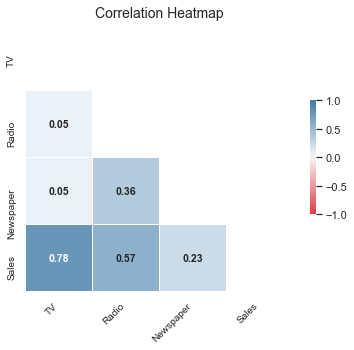 Correlation Heatmap
TV
Radio
Newspaper
Sales
0.05
0.05 0.36
0.78 0.57 0.23
TV Radio Newspaper Sales
1.0
0.5
0.0
−0.5
−1.0